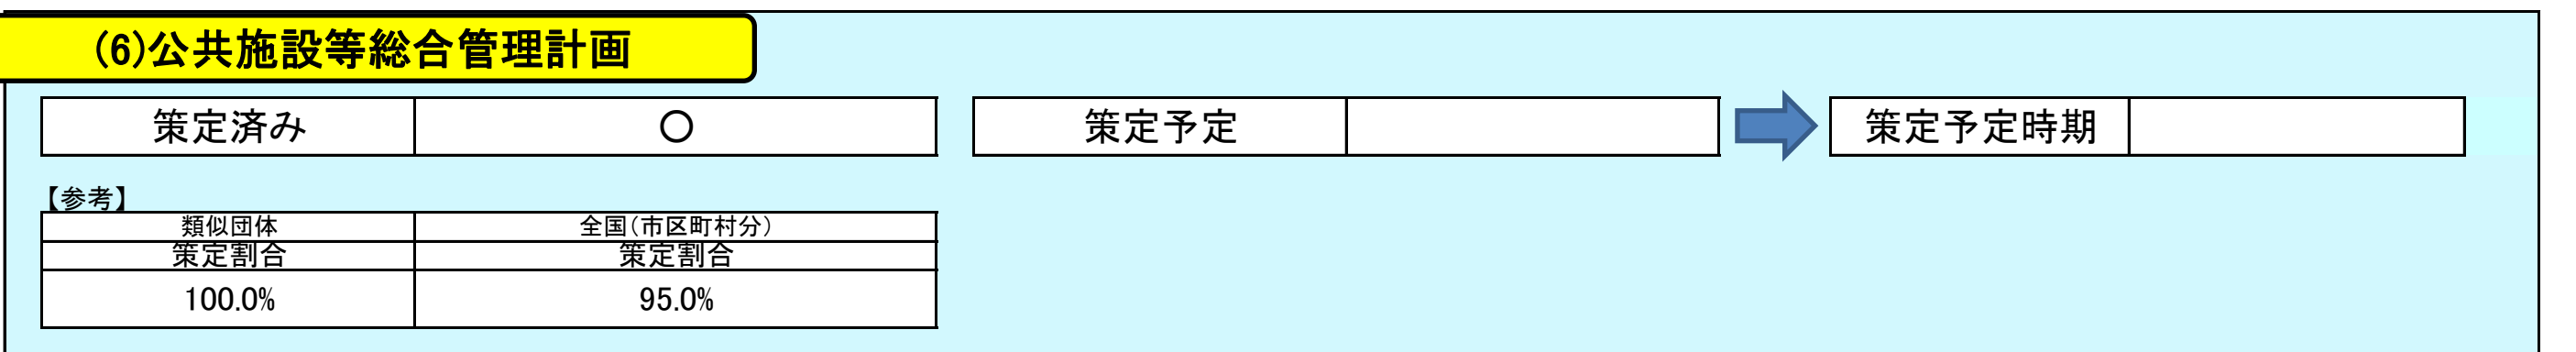 (6)公共施設等総合管理計画
策定済み ○ 策定予定 策定予定時期
【参考】
類似団体 全国(市区町村分)
策定割合 策定割合
100.0% 95.0%